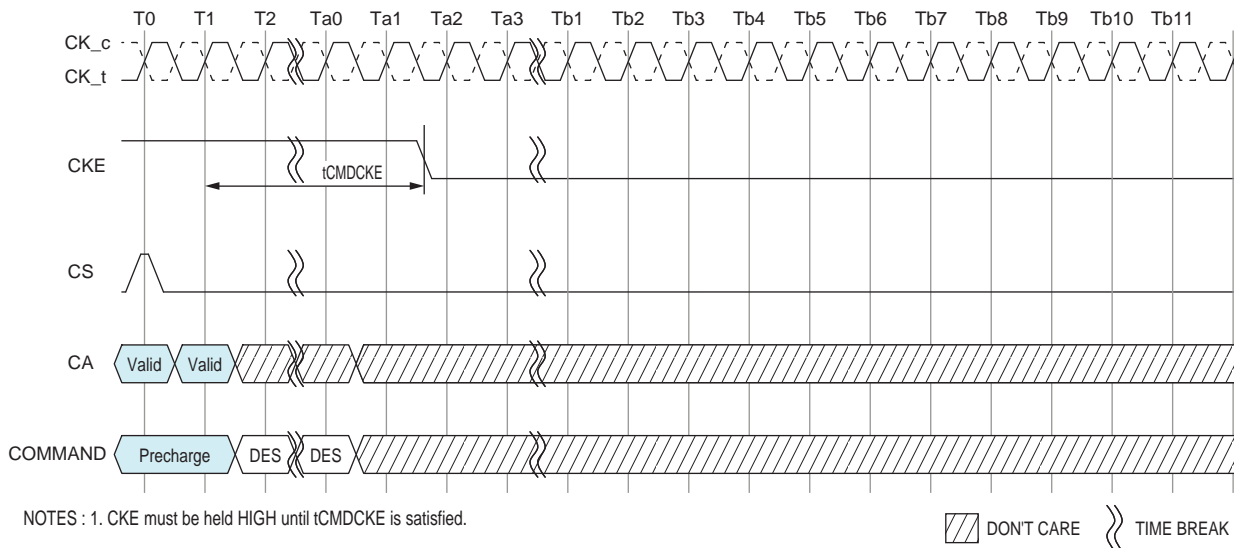 T0 T1 T2 Ta0 Ta1 Ta2 Ta3 Tb1 Tb2 Tb3 Tb4 Tb5 Tb6 Tb7 Tb8 Tb9 Tb10 Tb11
CK_c
CK_t
CKE
tCMDCKE
CS
CA Valid Valid
COMMAND Precharge DES DES
NOTES : 1. CKE must be held HIGH until tCMDCKE is satisfied.
DON'T CARE TIME BREAK